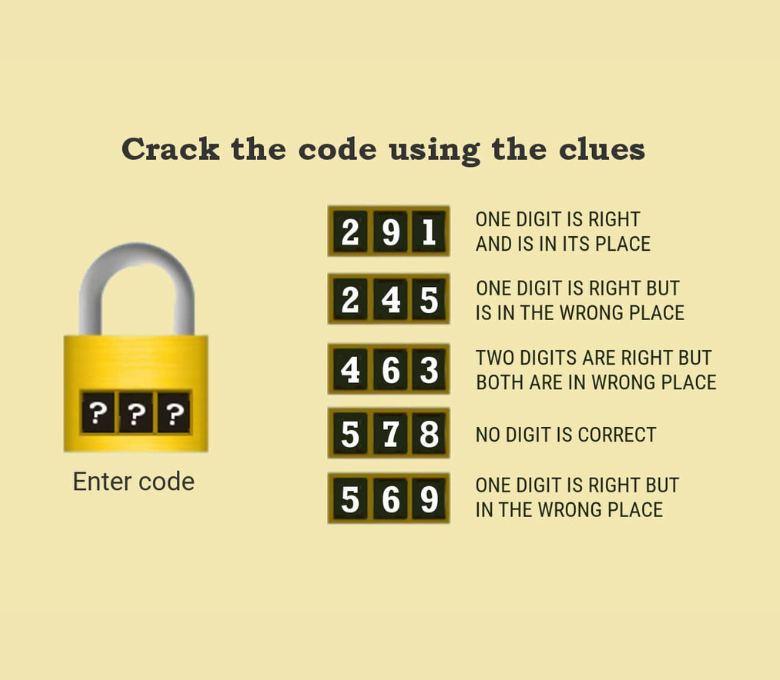 Crack the code using the clues
2 9 1
ONE DIGIT IS RIGHT
AND IS IN ITS PLACE
2 4 5
ONE DIGIT IS RIGHT BUT
IS IN THE WRONG PLACE
4 6 3
TWO DIGITS ARE RIGHT BUT
BOTH ARE IN WRONG PLACE
5 7 8
NO DIGIT IS CORRECT
5 6 9
ONE DIGIT IS RIGHT BUT
IN THE WRONG PLACE
? ? ?
Enter code